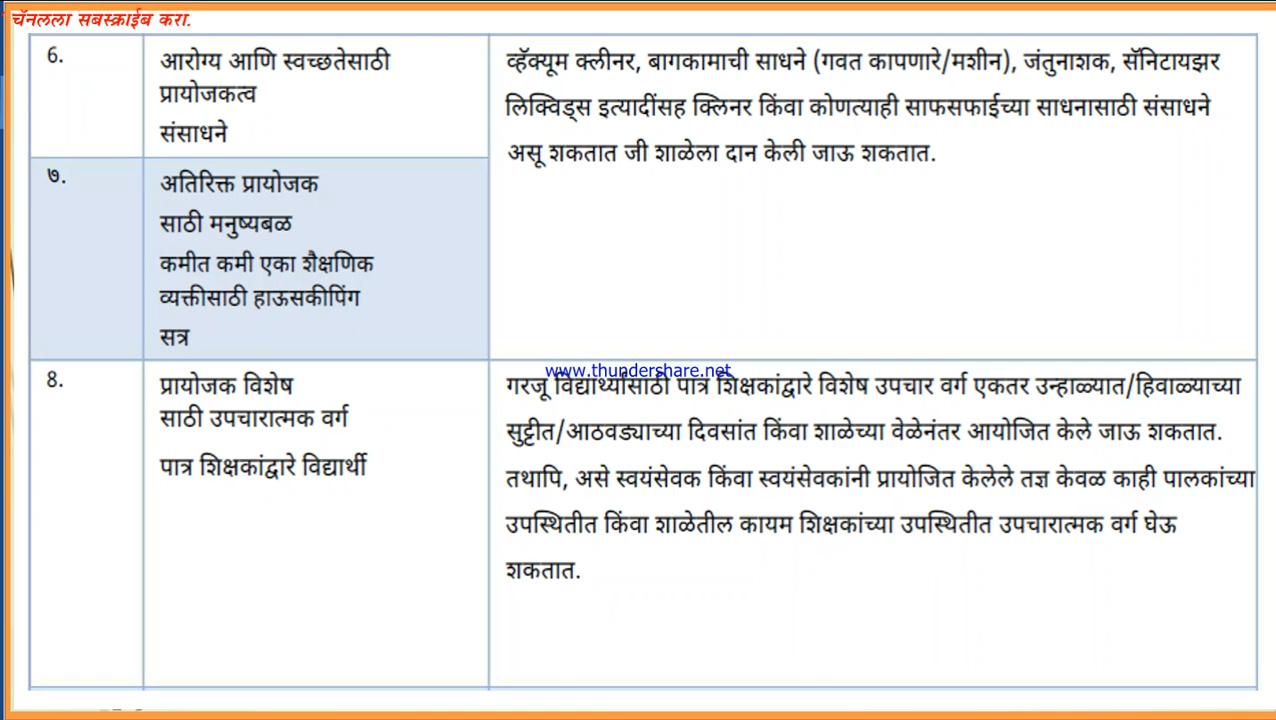 चॅनलला सबस्क्राईब करा.
6.
आरोग्य आणि स्वच्छतेसाठी
प्रायोजकत्व
संसाधने
व्हॅक्यूम क्लीनर, बागकामाची साधने (गवत कापणारे/मशीन), जंतुनाशक, सॅनिटायझर
लिक्विड्स इत्यादींसह क्लिनर किंवा कोणत्याही साफसफाईच्या साधनासाठी संसाधने
असू शकतात जी शाळेला दान केली जाऊ शकतात.
७.
अतिरिक्त प्रायोजक
साठी मनुष्यबळ
कमीत कमी एका शैक्षणिक
व्यक्तीसाठी हाऊसकीपिंग
सत्र
8.
प्रायोजक विशेष
साठी उपचारात्मक वर्ग
पात्र शिक्षकांद्वारे विद्यार्थी
www.thundershare.net
गरजू विद्यार्थ्यांसाठी पात्र शिक्षकांद्वारे विशेष उपचार वर्ग एकतर उन्हाळ्यात/हिवाळ्याच्या
सुट्टीत/आठवड्याच्या दिवसांत किंवा शाळेच्या वेळेनंतर आयोजित केले जाऊ शकतात.
तथापि, असे स्वयंसेवक किंवा स्वयंसेवकांनी प्रायोजित केलेले तज्ञ केवळ काही पालकांच्या
उपस्थितीत किंवा शाळेतील कायम शिक्षकांच्या उपस्थितीत उपचारात्मक वर्ग घेऊ
शकतात.